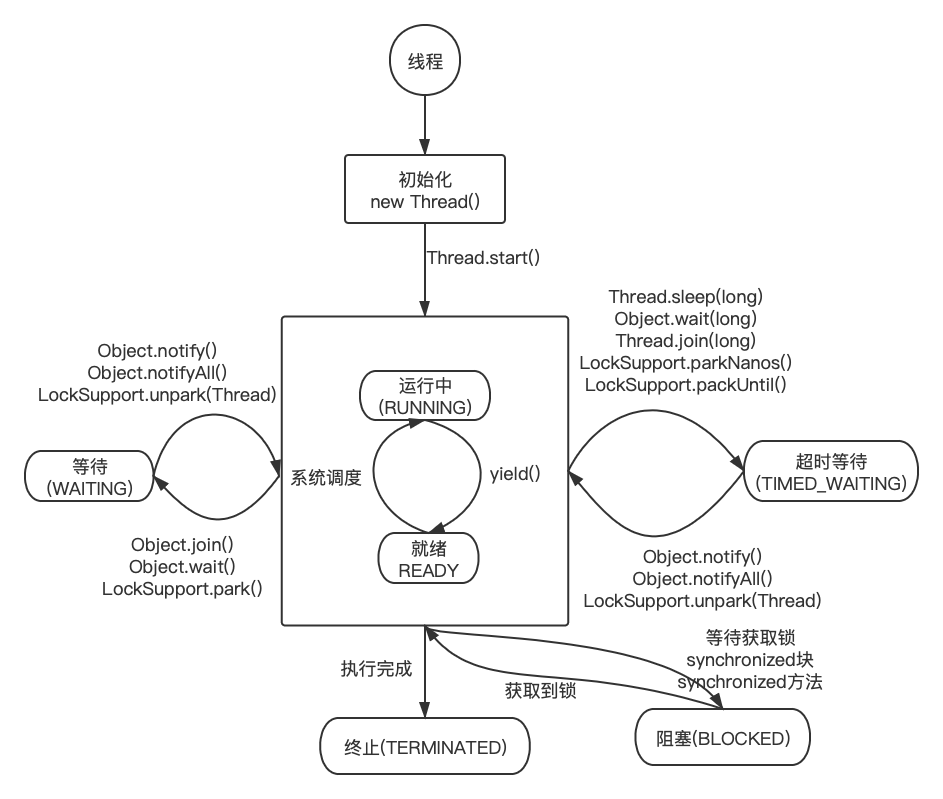 线程
初始化
new Thread()
Thread.start()
Thread.sleep(long)
Object.wait(long)
Thread.join(long)
LockSupport.parkNanos()
LockSupport.packUntil()
Object.notify()
Object.notifyAll()
LockSupport.unpark(Thread)
运行中
(RUNNING)
等待
(WAITING)
系统调度
yield()
超时等待
(TIMED_WAITING)
就绪
READY
Object.join()
Object.wait()
LockSupport.park()
Object.notify()
Object.notifyAll()
LockSupport.unpark(Thread)
执行完成
获取到锁
等待获取锁
synchronized块
synchronized方法
终止(TERMINATED)
阻塞(BLOCKED)